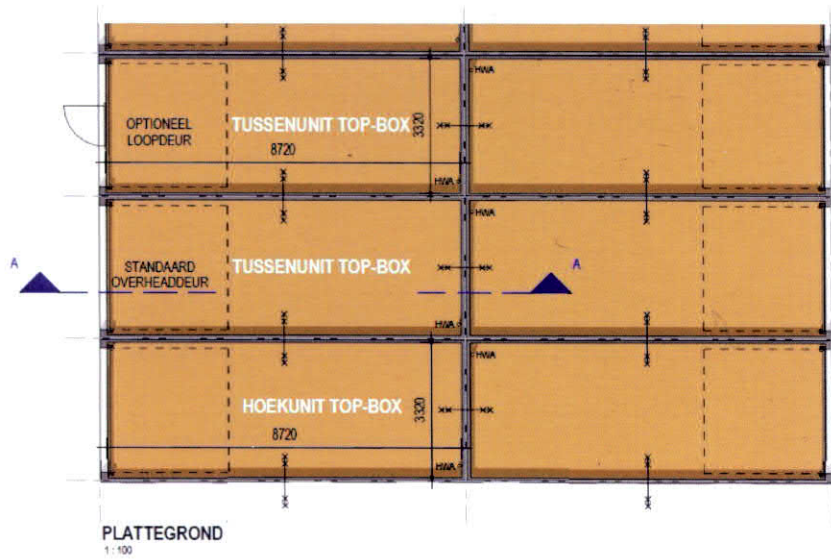 HWA
OPTIONEEL
LOOPDEUR
TUSSENUNIT TOP-BOX
3320
8720
HWA
HWA
A
STANDAARD
OVERHEADDEUR
TUSSENUNIT TOP-BOX
A
HWA
HWA
HOEKUNIT TOP-BOX
3320
8720
HWA
PLATTEGROND
1 : 100